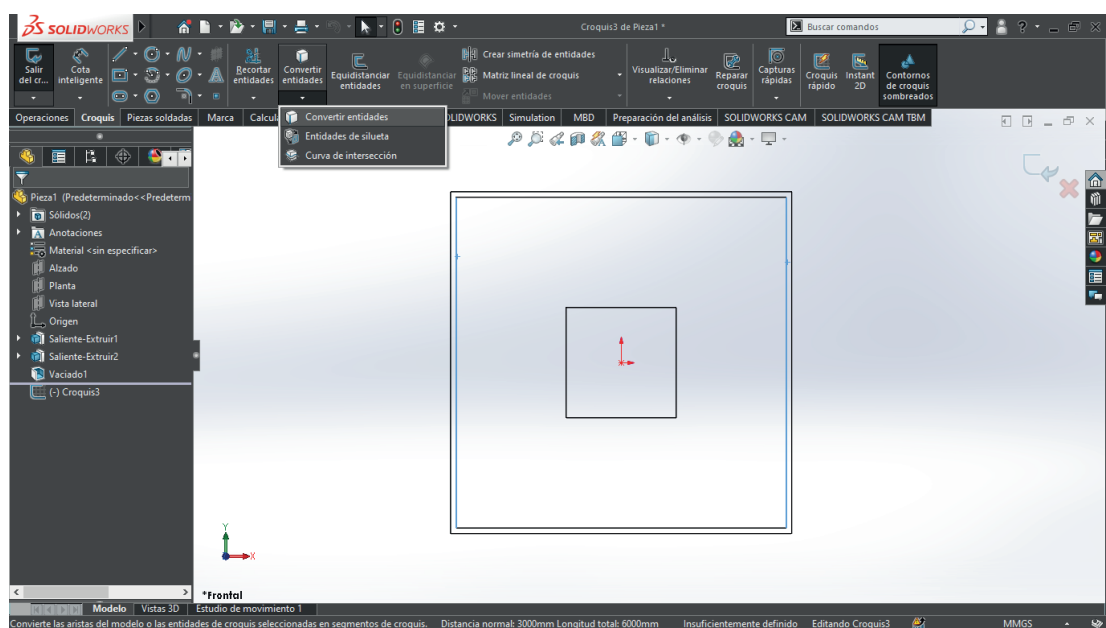 SOLIDWORKS
Croquis3 de Pieza1 *
Buscar comandos
Salir del cr...
Cota inteligente
Recortar entidades
Convertir entidades
Equidistanciar entidades
Equidistanciar en superficie
Crear simetría de entidades
Matriz lineal de croquis
Mover entidades
Visualizar/Eliminar relaciones
Reparar croquis
Capturas rápidas
Croquis rápido
Instant 2D
Contornos de croquis sombreados
Operaciones
Croquis
Piezas soldadas
Marca
Calcul
OLIDWORKS
Simulation
MBD
Preparación del análisis
SOLIDWORKS CAM
SOLIDWORKS CAM TBM
Convertir entidades
Entidades de silueta
Curva de intersección
Pieza1 (Predeterminado<<Predeterm
Sólidos(2)
Anotaciones
Material <sin especificar>
Alzado
Planta
Vista lateral
Origen
Saliente-Extruir1
Saliente-Extruir2
Vaciado1
(-) Croquis3
Y
X
*Frontal
Modelo
Vistas 3D
Estudio de movimiento 1
Convierte las aristas del modelo o las entidades de croquis seleccionadas en segmentos de croquis.
Distancia normal: 3000mm Longitud total: 6000mm
Insuficientemente definido
Editando Croquis3
MMGS